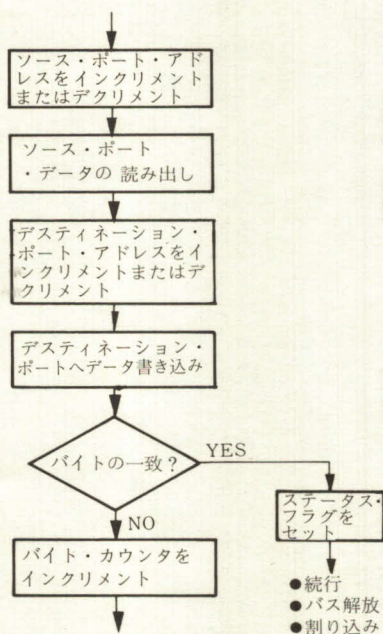 ソース・ポート・アド
レスをインクリメント
またはデクリメント
ソース・ポート
・データの 読み出し
デスティネーション・
ポート・アドレスをイ
ンクリメントまたはデ
クリメント
デスティネーション・
ポートへデータ書き込み
バイトの一致?
YES
NO
ステータス・
フラグを
セット
バイト・カウンタを
インクリメント
●続行
●バス解放
●割り込み